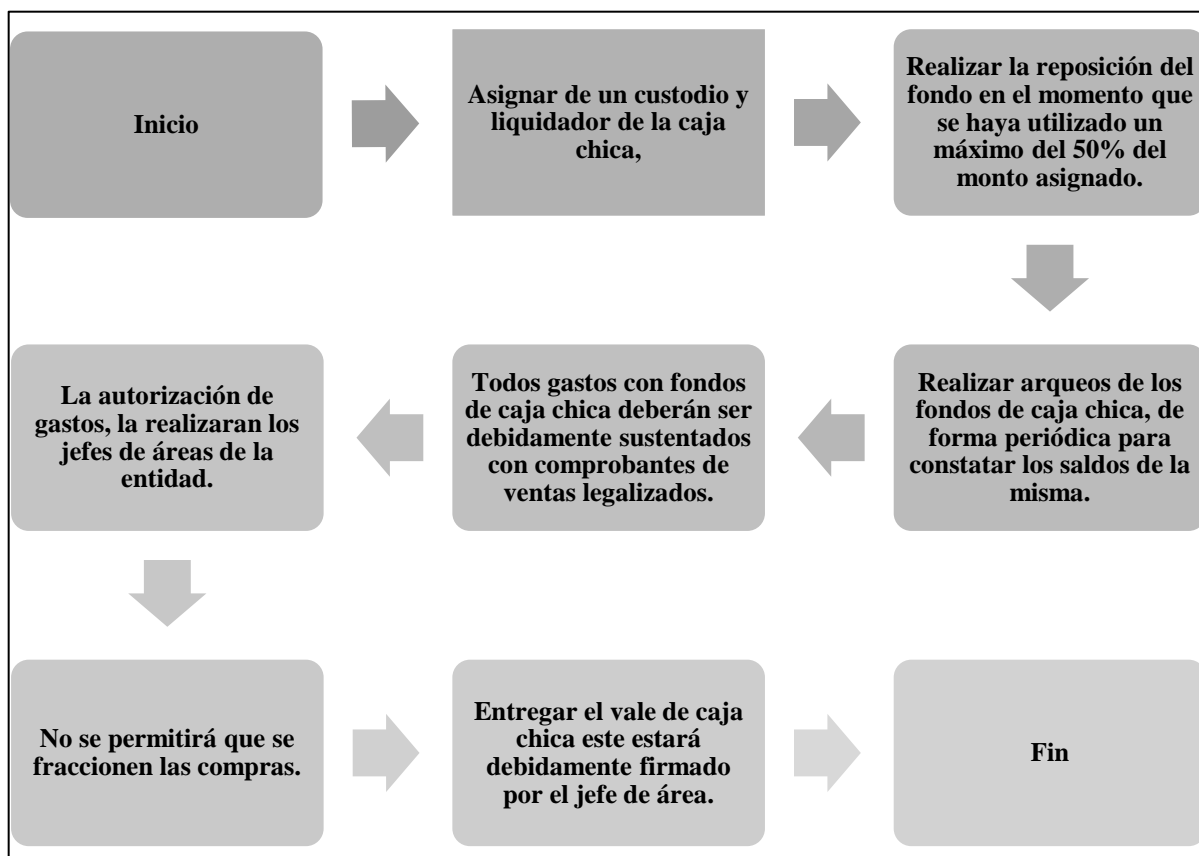 Inicio
Asignar de un custodio y
liquidador de la caja
chica,
Realizar la reposición del
fondo en el momento que
se haya utilizado un
máximo del 50% del
monto asignado.
Realizar arqueos de los
fondos de caja chica, de
forma periódica para
constatar los saldos de la
misma.
Todos gastos con fondos
de caja chica deberán ser
debidamente sustentados
con comprobantes de
ventas legalizados.
La autorización de
gastos, la realizaran los
jefes de áreas de la
entidad.
No se permitirá que se
fraccionen las compras.
Entregar el vale de caja
chica este estará
debidamente firmado
por el jefe de área.
Fin